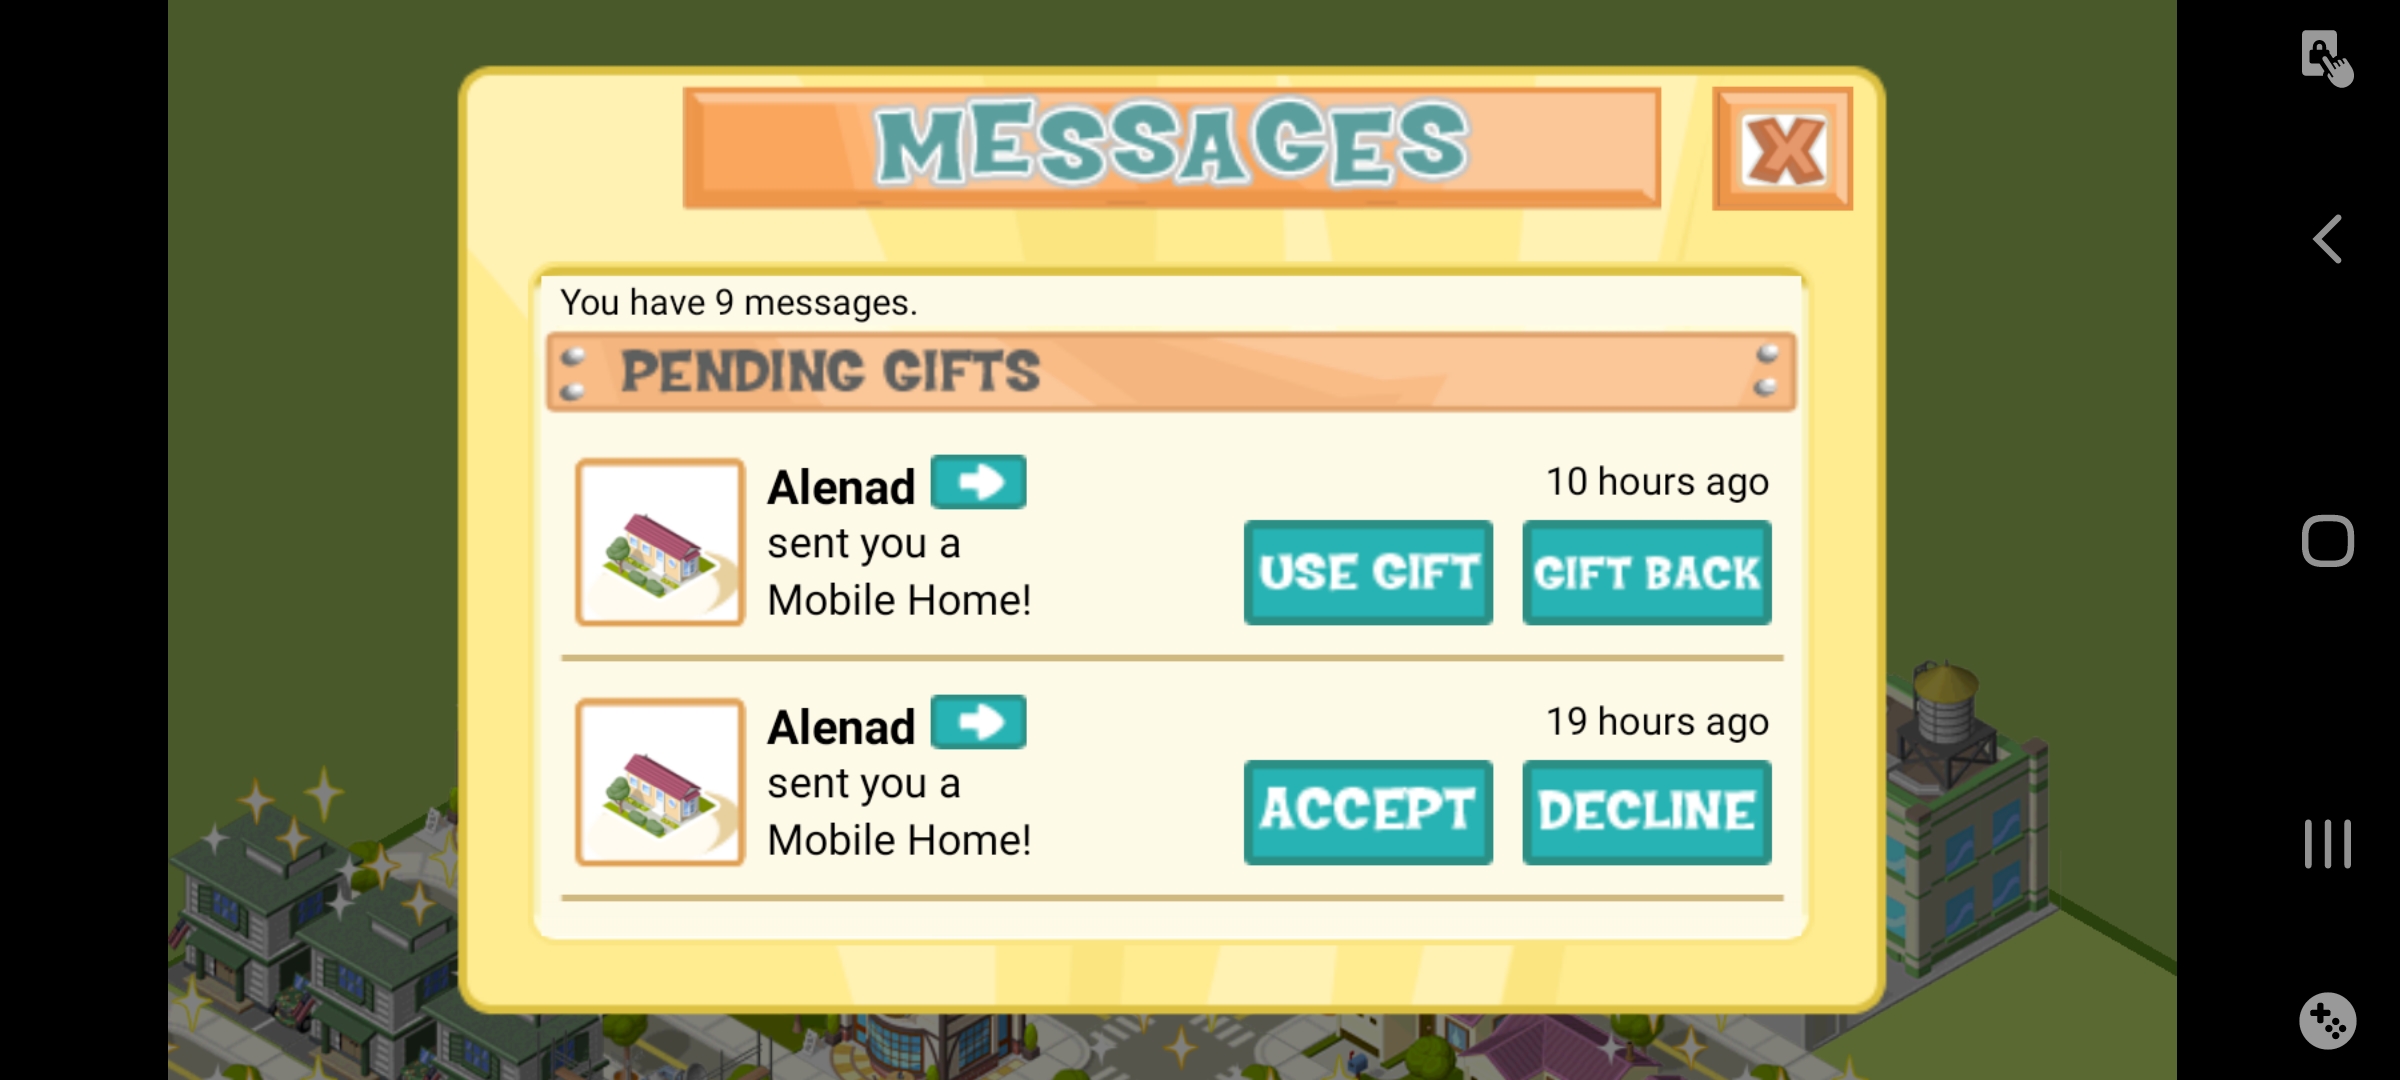 MESSAGES
You have 9 messages.
PENDING GIFTS
Alenad
10 hours ago
sent you a
Mobile Home!
USE GIFT
GIFT BACK
Alenad
19 hours ago
sent you a
Mobile Home!
ACCEPT
DECLINE